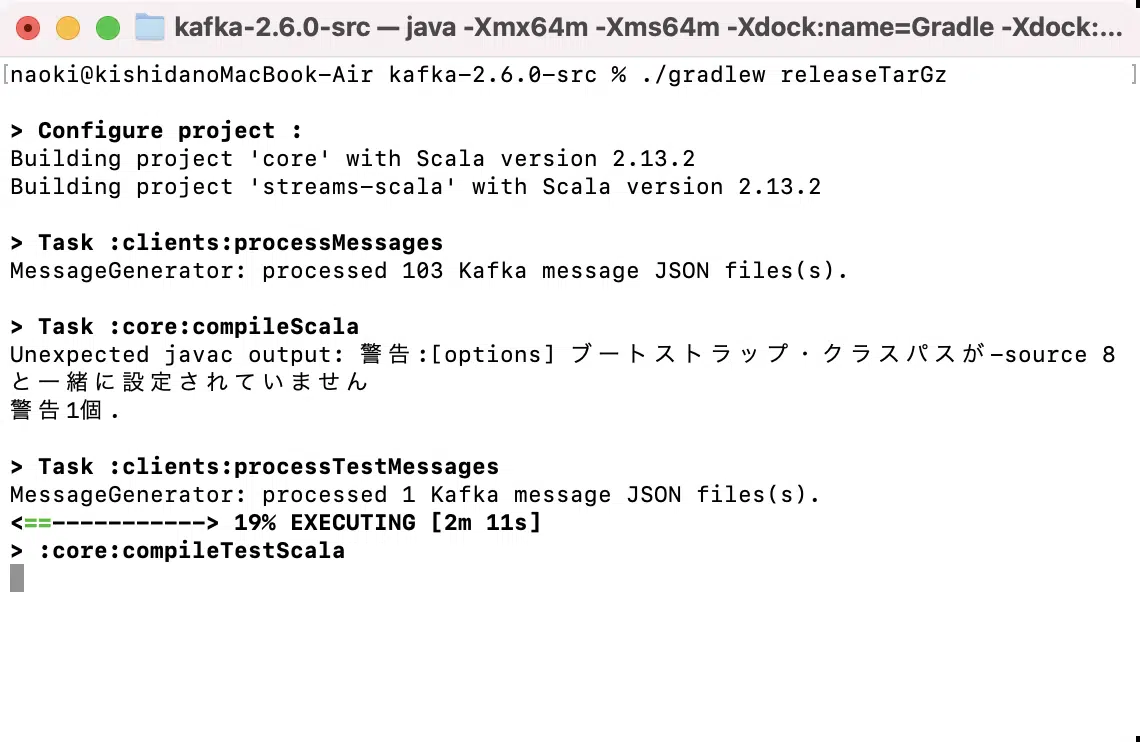 kafka-2.6.0-src — java -Xmx64m -Xms64m -Xdock:name=Gradle -Xdock:...
[naoki@kishidanoMacBook-Air kafka-2.6.0-src % ./gradlew releaseTarGz ]
> Configure project :
Building project 'core' with Scala version 2.13.2
Building project 'streams-scala' with Scala version 2.13.2
> Task :clients:processMessages
MessageGenerator: processed 103 Kafka message JSON files(s).
> Task :core:compileScala
Unexpected javac output: 警告:[options] ブートストラップ・クラスパスが-source 8
と一緒に設定されていません
警告1個.
> Task :clients:processTestMessages
MessageGenerator: processed 1 Kafka message JSON files(s).
<==-----------> 19% EXECUTING [2m 11s]
> :core:compileTestScala